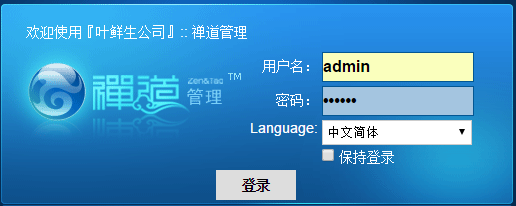 欢迎使用『叶鲜生公司』:: 禅道管理
用户名：
admin
禪道
Zen&Tao
管理
TM
密码：
••••••
Language:
中文简体
保持登录
登录